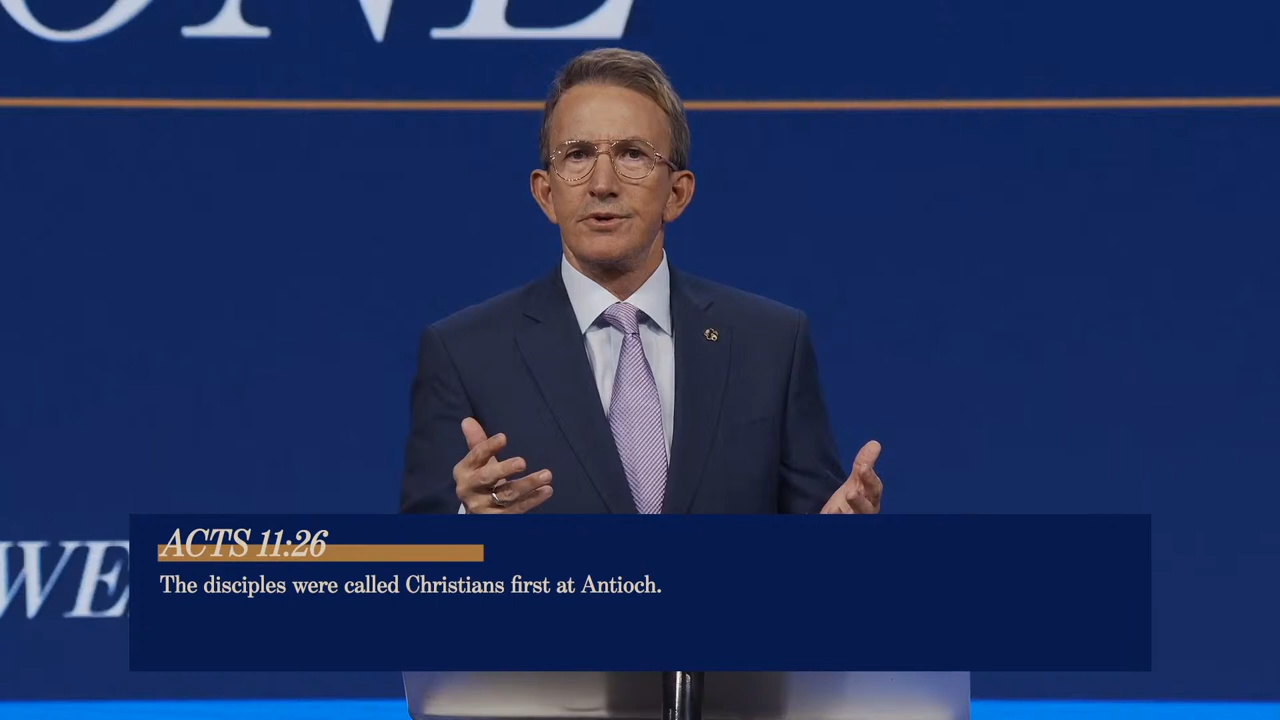 ACTS 11:26
The disciples were called Christians first at Antioch.